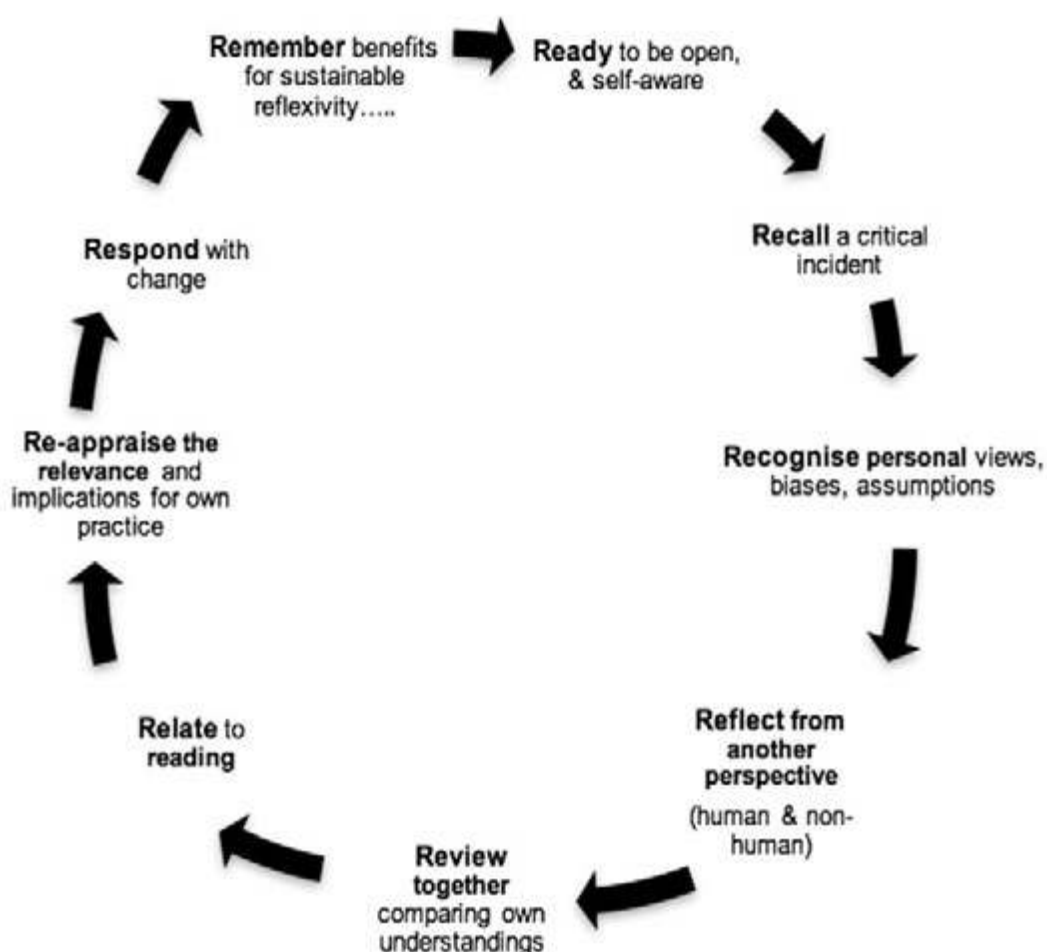 Remember benefits
for sustainable
reflexivity.....
Ready to be open,
& self-aware
Recall a critical
incident
Recognise personal views,
biases, assumptions
Reflect from
another
perspective
(human & non-
human)
Review
together
comparing own
understandings
Relate to
reading
Re-appraise the
relevance and
implications for own
practice
Respond with
change